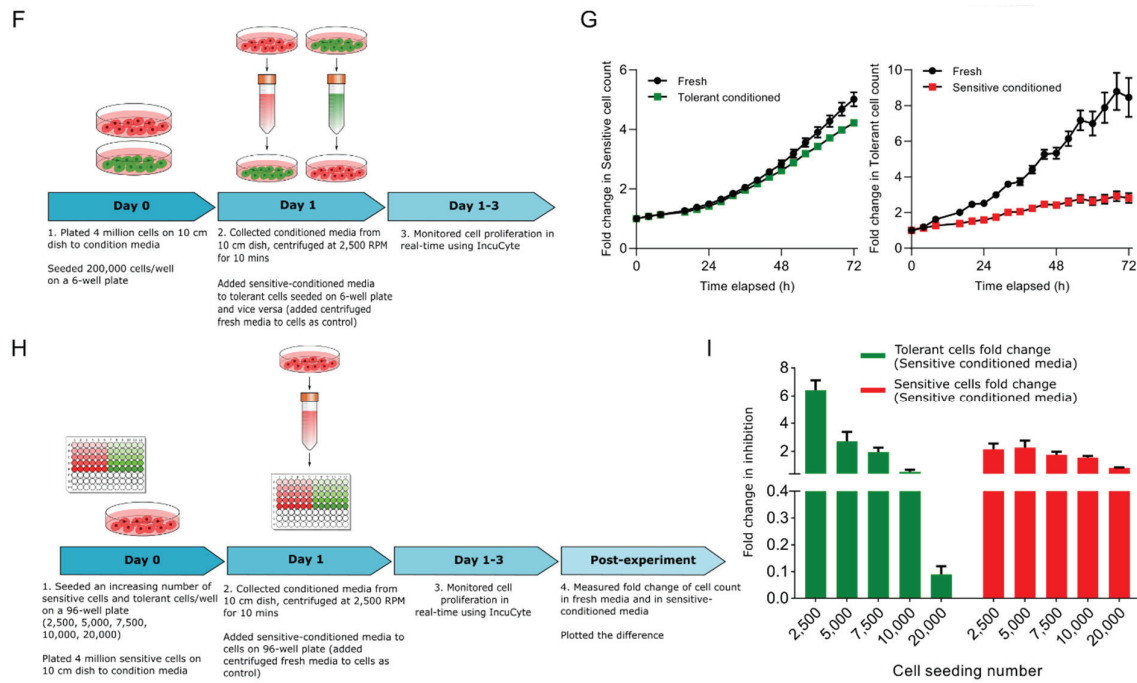 F
Day 0
Day 1
Day 1-3
1. Plated 4 million cells on 10 cm
dish to condition media
Seeded 200,000 cells/well
on a 6-well plate
2. Collected conditioned media from
10 cm dish, centrifuged at 2,500 RPM
for 10 mins
Added sensitive-conditioned media
to tolerant cells seeded on 6-well plate
and vice versa (added centrifuged
fresh media to cells as control)
3. Monitored cell proliferation in
real-time using IncuCyte
G
Fold change in Sensitive cell count
6
4
2
0
Fresh
Tolerant conditioned
0
24
48
72
Time elapsed (h)
Fold change in Tolerant cell count
10
8
6
4
2
0
Fresh
Sensitive conditioned
0
24
48
72
Time elapsed (h)
H
Day 0
Day 1
Day 1-3
Post-experiment
1. Seeded an increasing number of
sensitive cells and tolerant cells/well
on a 96-well plate
(2,500, 5,000, 7,500,
10,000, 20,000)
Plated 4 million sensitive cells on
10 cm dish to condition media
2. Collected conditioned media from
10 cm dish, centrifuged at 2,500 RPM
for 10 mins
Added sensitive-conditioned media to
cells on 96-well plate (added
centrifuged fresh media to cells as
control)
3. Monitored cell
proliferation in
real-time using IncuCyte
4. Measured fold change of cell count
in fresh media and in sensitive-
conditioned media
Plotted the difference
I
Tolerant cells fold change
(Sensitive conditioned media)
Sensitive cells fold change
(Sensitive conditioned media)
Fold change in inhibition
8
6
4
2
0.4
0.3
0.2
0.1
0.0
2,500
5,000
7,500
10,000
20,000
2,500
5,000
7,500
10,000
20,000
Cell seeding number